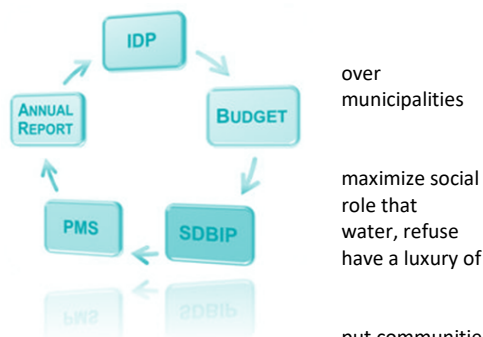 IDP
BUDGET
SDBIP
PMS
ANNUAL
REPORT
over
municipalities
maximize social
role that
water, refuse
have a luxury of